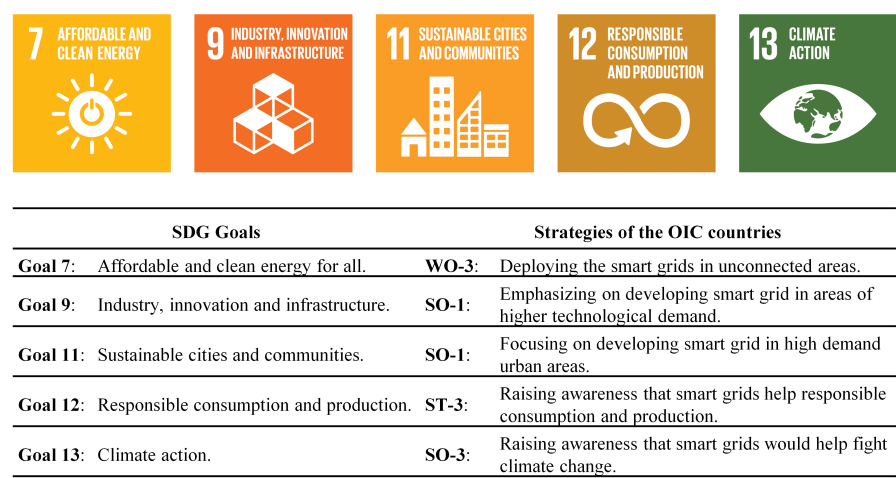 7 AFFORDABLE AND
CLEAN ENERGY
9 INDUSTRY, INNOVATION
AND INFRASTRUCTURE
11 SUSTAINABLE CITIES
AND COMMUNITIES
12 RESPONSIBLE
CONSUMPTION
AND PRODUCTION
13 CLIMATE
ACTION
SDG Goals Strategies of the OIC countries
Goal 7: Affordable and clean energy for all. WO-3: Deploying the smart grids in unconnected areas.
Goal 9: Industry, innovation and infrastructure. SO-1: Emphasizing on developing smart grid in areas of
higher technological demand.
Goal 11: Sustainable cities and communities. SO-1: Focusing on developing smart grid in high demand
urban areas.
Goal 12: Responsible consumption and production. ST-3: Raising awareness that smart grids help responsible
consumption and production.
Goal 13: Climate action. SO-3: Raising awareness that smart grids would help fight
climate change.